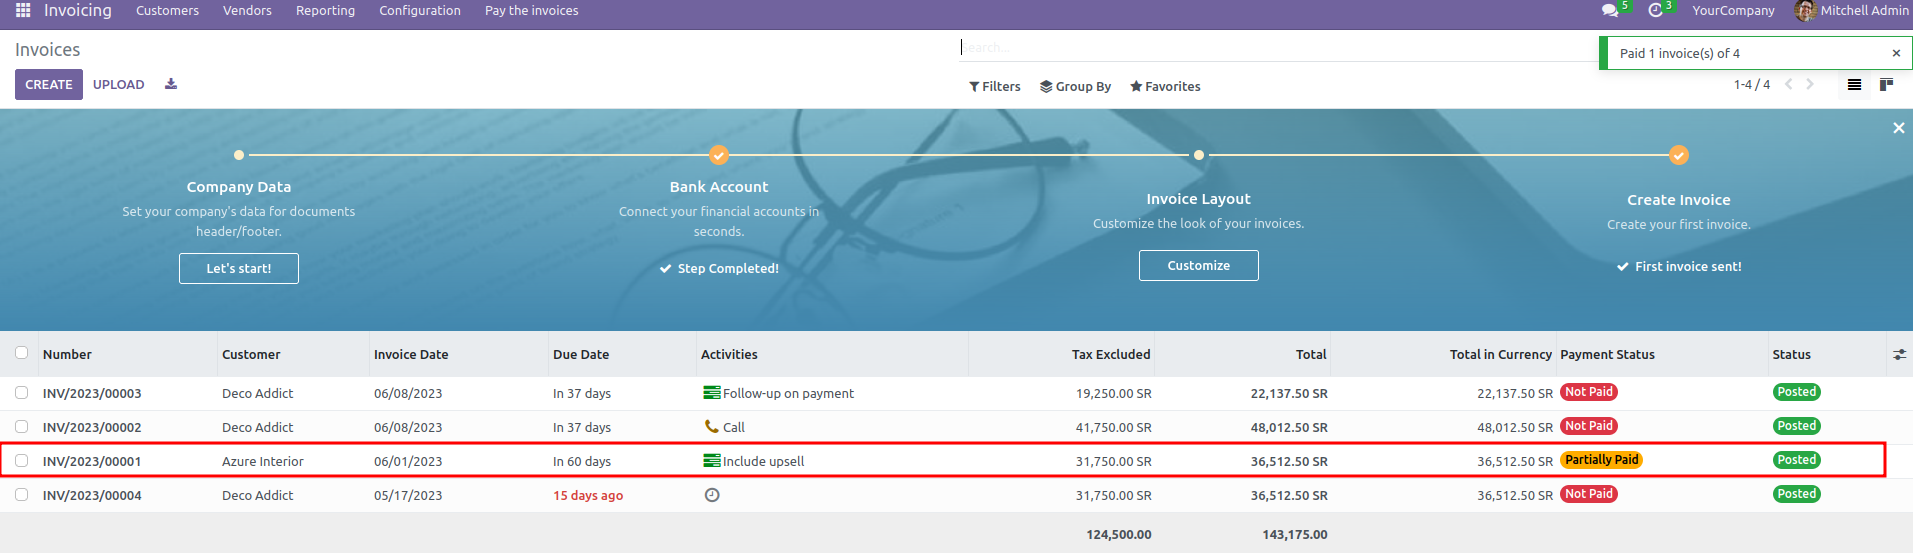 Invoicing Customers Vendors Reporting Configuration Pay the invoices 5 3 YourCompany Mitchell Admin
Invoices
Search...
Paid 1 invoice(s) of 4 ×
CREATE UPLOAD
Filters Group By Favorites
1-4 / 4
Company Data
Set your company's data for documents
header/footer.
Let's start!
Bank Account
Connect your financial accounts in
seconds.
Step Completed!
Invoice Layout
Customize the look of your invoices.
Customize
Create Invoice
Create your first invoice.
First invoice sent!
Number Customer Invoice Date Due Date Activities Tax Excluded Total Total in Currency Payment Status Status
INV/2023/00003 Deco Addict 06/08/2023 In 37 days Follow-up on payment 19,250.00 SR 22,137.50 SR 22,137.50 SR Not Paid Posted
INV/2023/00002 Deco Addict 06/08/2023 In 37 days Call 41,750.00 SR 48,012.50 SR 48,012.50 SR Not Paid Posted
INV/2023/00001 Azure Interior 06/01/2023 In 60 days Include upsell 31,750.00 SR 36,512.50 SR 36,512.50 SR Partially Paid Posted
INV/2023/00004 Deco Addict 05/17/2023 15 days ago 31,750.00 SR 36,512.50 SR 36,512.50 SR Not Paid Posted
124,500.00 143,175.00